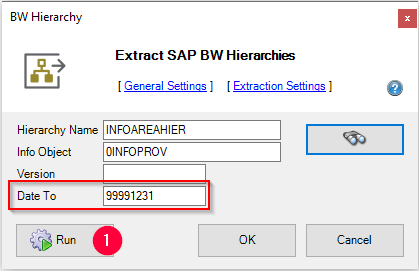 BW Hierarchy
x
Extract SAP BW Hierarchies
[ General Settings ] [ Extraction Settings ]
?
Hierarchy Name INFOAREAHIER
Info Object 0INFOPROV
Version
Date To 99991231
Run 1 OK Cancel